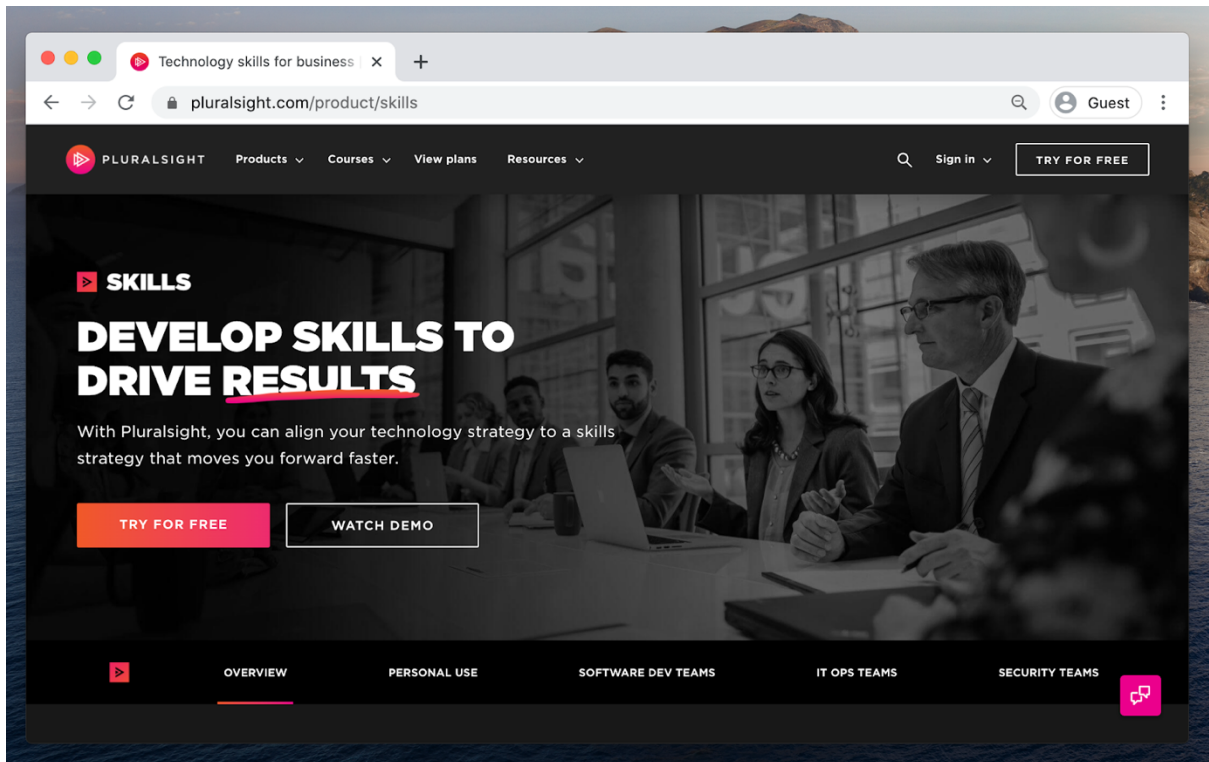 Technology skills for business
pluralsight.com/product/skills
Guest
PLURALSIGHT
Products
Courses
View plans
Resources
Sign in
TRY FOR FREE
SKILLS
DEVELOP SKILLS TO
DRIVE RESULTS
With Pluralsight, you can align your technology strategy to a skills
strategy that moves you forward faster.
TRY FOR FREE
WATCH DEMO
OVERVIEW
PERSONAL USE
SOFTWARE DEV TEAMS
IT OPS TEAMS
SECURITY TEAMS